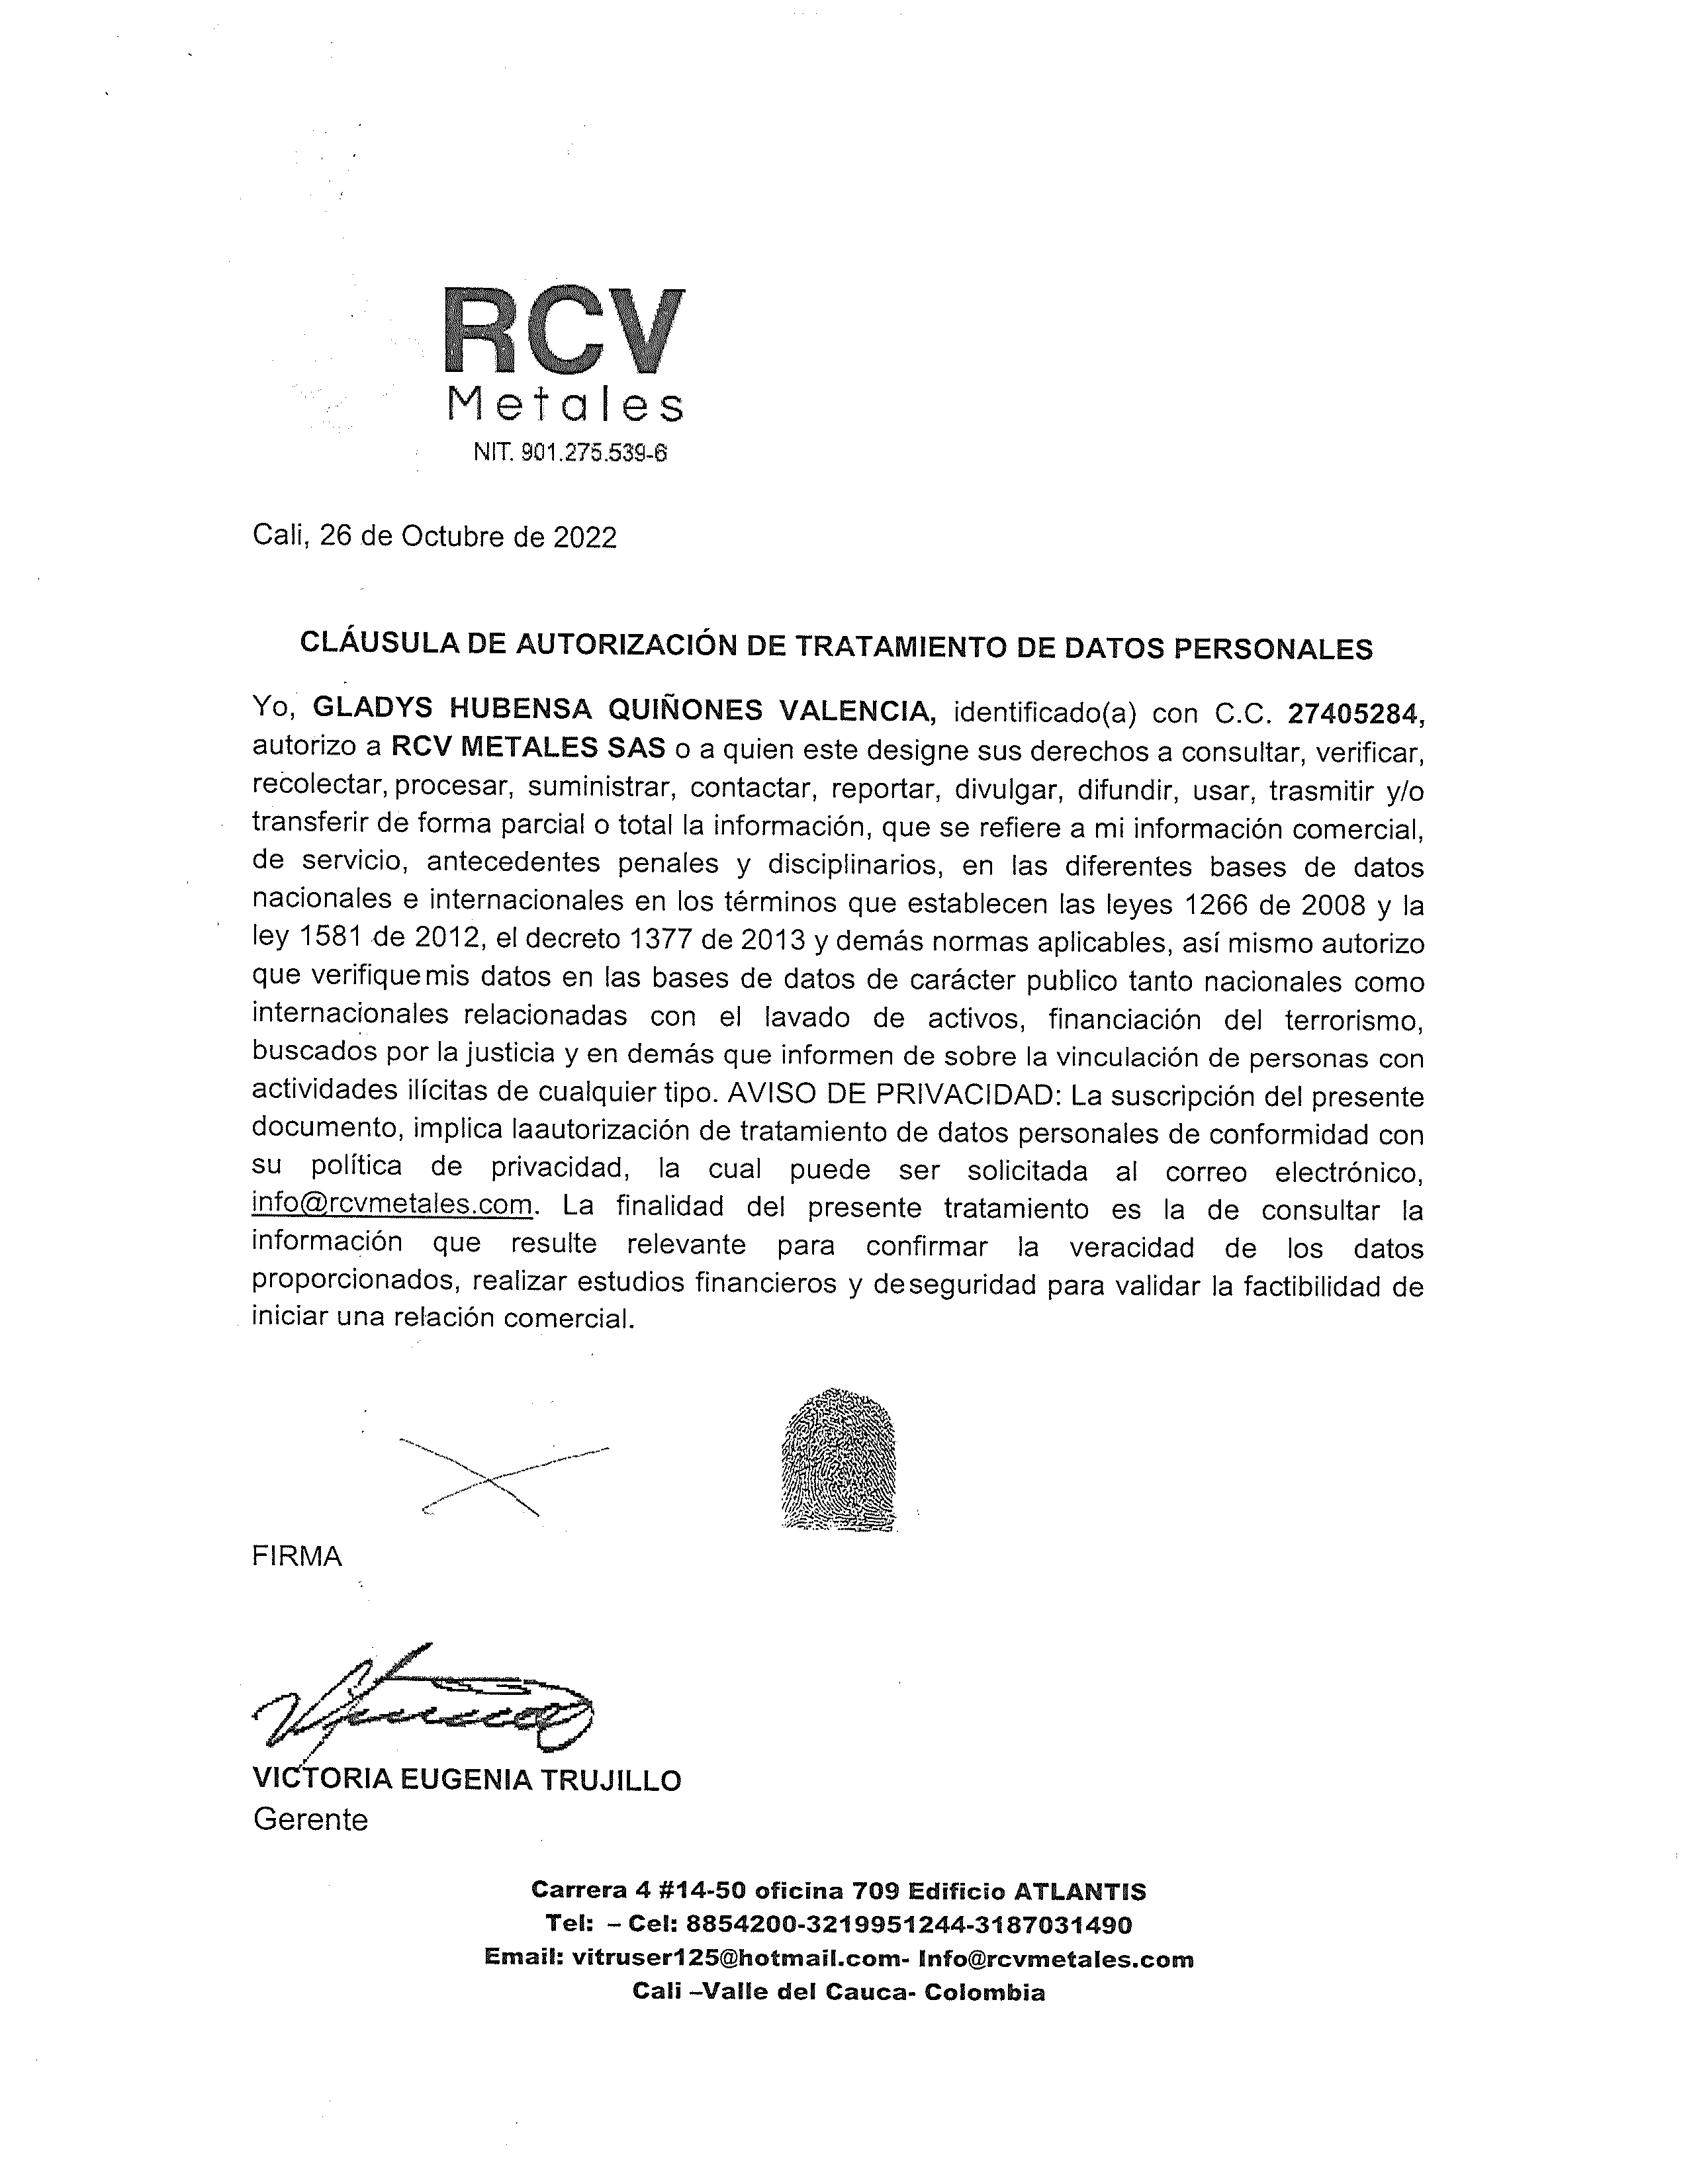 RCV
Metales
NIT. 901.275.539-6
Cali, 26 de Octubre de 2022
CLÁUSULA DE AUTORIZACIÓN DE TRATAMIENTO DE DATOS PERSONALES
Yo, GLADYS HUBENSA QUIÑONES VALENCIA, identificado(a) con C.C. 27405284,
autorizo a RCV METALES SAS o a quien este designe sus derechos a consultar, verificar,
recolectar, procesar, suministrar, contactar, reportar, divulgar, difundir, usar, trasmitir y/o
transferir de forma parcial o total la información, que se refiere a mi información comercial,
de servicio, antecedentes penales y disciplinarios, en las diferentes bases de datos
nacionales e internacionales en los términos que establecen las leyes 1266 de 2008 y la
ley 1581 de 2012, el decreto 1377 de 2013 y demás normas aplicables, así mismo autorizo
que verifique mis datos en las bases de datos de carácter publico tanto nacionales como
internacionales relacionadas con el lavado de activos, financiación del terrorismo,
buscados por la justicia y en demás que informen de sobre la vinculación de personas con
actividades ilícitas de cualquier tipo. AVISO DE PRIVACIDAD: La suscripción del presente
documento, implica laautorización de tratamiento de datos personales de conformidad con
su política de privacidad, la cual puede ser solicitada al correo electrónico,
info@rcvmetales.com. La finalidad del presente tratamiento es la de consultar la
información que resulte relevante para confirmar la veracidad de los datos
proporcionados, realizar estudios financieros y deseguridad para validar la factibilidad de
iniciar una relación comercial.
FIRMA
VICTORIA EUGENIA TRUJILLO
Gerente
Carrera 4 #14-50 oficina 709 Edificio ATLANTIS
Tel: – Cel: 8854200-3219951244-3187031490
Email: vitruser125@hotmail.com- Info@rcvmetales.com
Cali –Valle del Cauca- Colombia